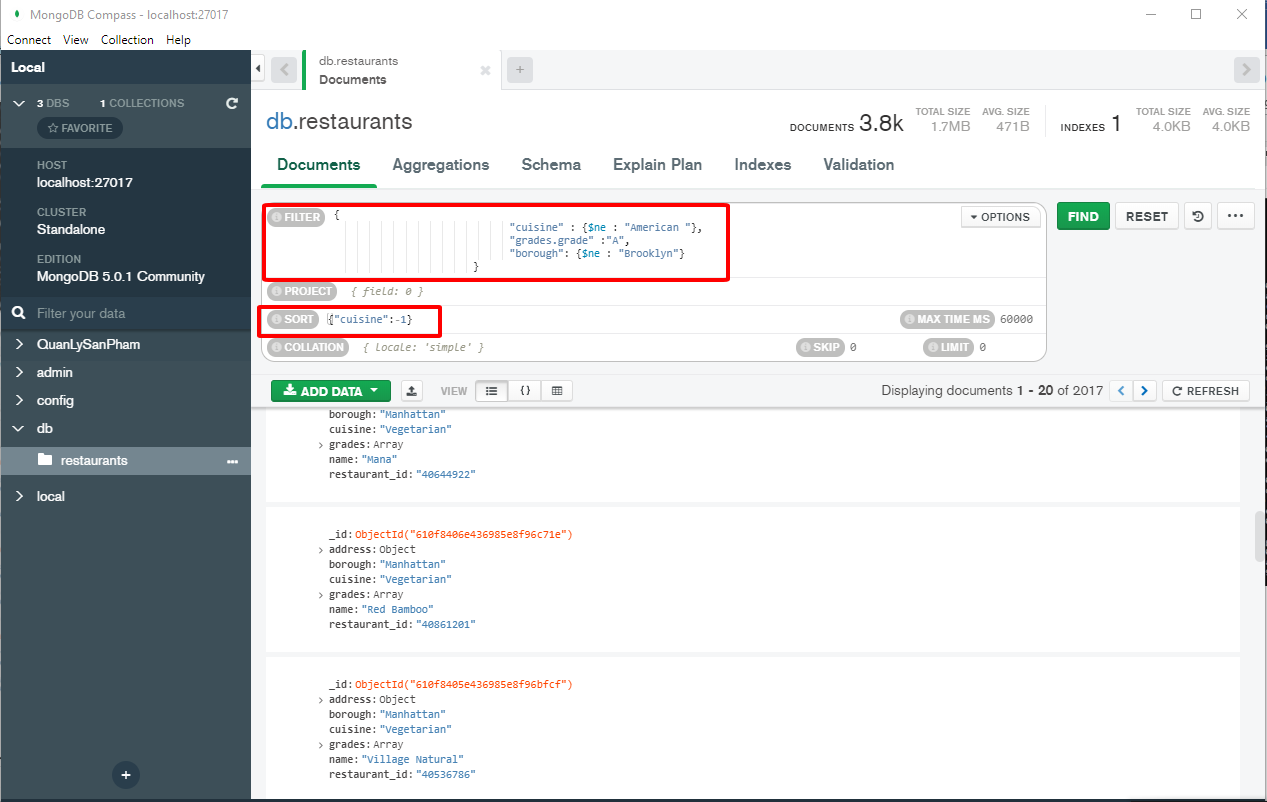 MongoDB Compass - localhost:27017
Connect View Collection Help
Local
3 DBS 1 COLLECTIONS
FAVORITE
HOST
localhost:27017
CLUSTER
Standalone
EDITION
MongoDB 5.0.1 Community
Filter your data
QuanLySanPham
admin
config
db
restaurants
local
db.restaurants
Documents
db.restaurants
DOCUMENTS 3.8k
TOTAL SIZE
1.7MB
AVG. SIZE
471B
INDEXES 1
TOTAL SIZE
4.0KB
AVG. SIZE
4.0KB
Documents Aggregations Schema Explain Plan Indexes Validation
FILTER {
"cuisine" : {$ne : "American "},
"grades.grade" :"A",
"borough": {$ne : "Brooklyn"}
}
OPTIONS
FIND RESET
PROJECT { field: 0 }
SORT {"cuisine":-1} MAX TIME MS 60000
COLLATION { locale: 'simple' } SKIP 0 LIMIT 0
ADD DATA VIEW {} Displaying documents 1 - 20 of 2017 REFRESH
borough: "Manhattan"
cuisine: "Vegetarian"
grades: Array
name: "Mana"
restaurant_id: "40644922"
_id: ObjectId("610f8406e436985e8f96c71e")
address: Object
borough: "Manhattan"
cuisine: "Vegetarian"
grades: Array
name: "Red Bamboo"
restaurant_id: "40861201"
_id: ObjectId("610f8405e436985e8f96bfcf")
address: Object
borough: "Manhattan"
cuisine: "Vegetarian"
grades: Array
name: "Village Natural"
restaurant_id: "40536786"